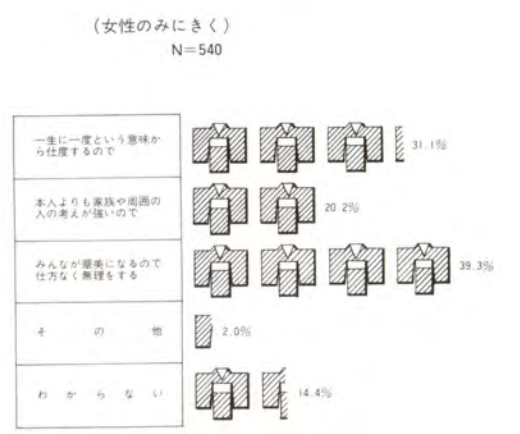 (女性のみにきく)
N=540
一生に一度という意味か
ら仕度するので
31.1%
本人よりも家族や周囲の
人の考えが強いので
20.2%
みんなが華美になるので
仕方なく無理をする
39.3%
その他
2.0%
わからない
14.4%